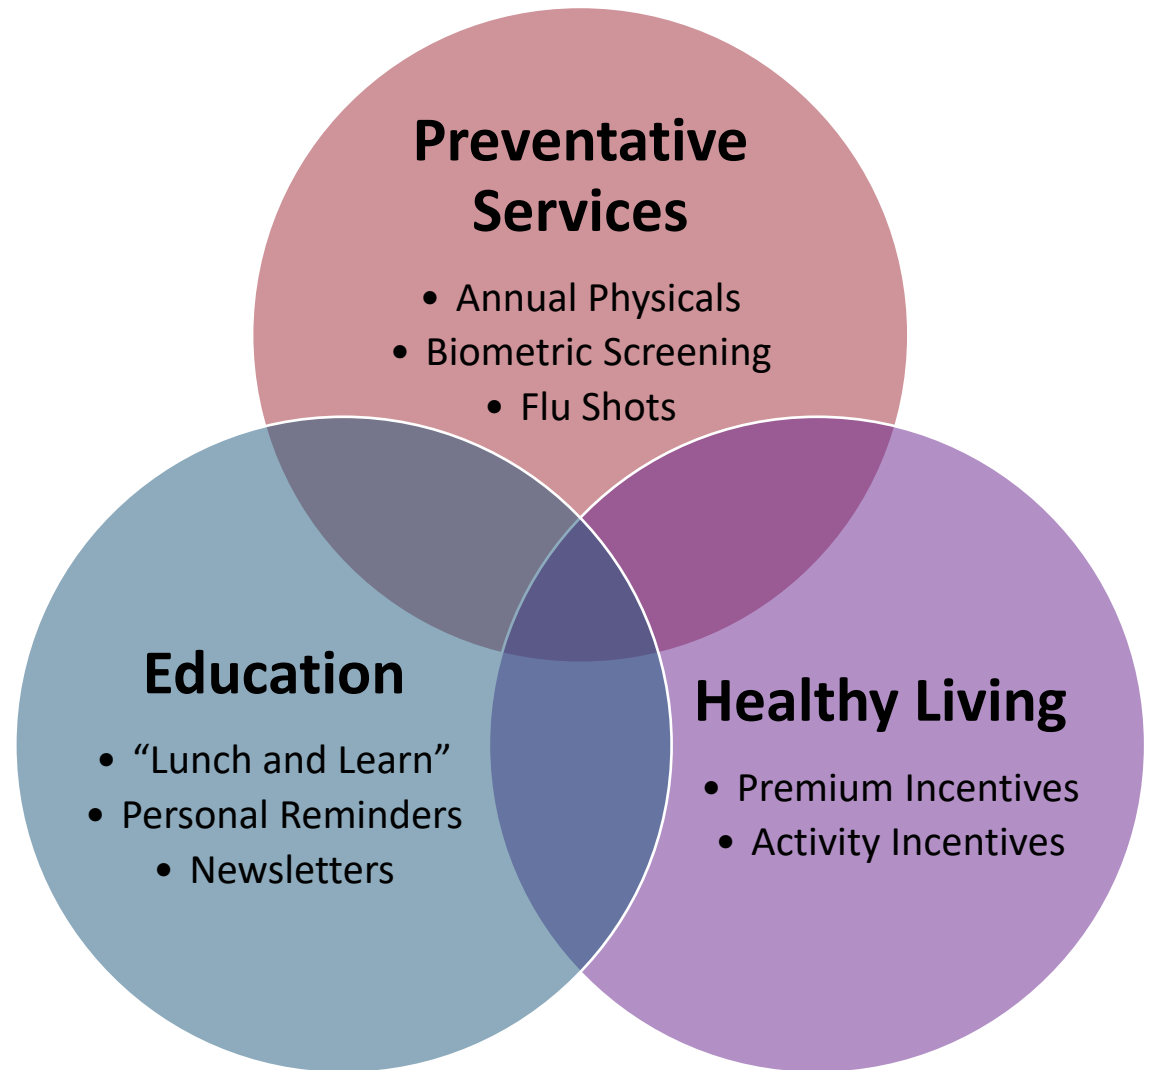 Preventative
Services
• Annual Physicals
• Biometric Screening
• Flu Shots
Education
• “Lunch and Learn”
• Personal Reminders
• Newsletters
Healthy Living
• Premium Incentives
• Activity Incentives